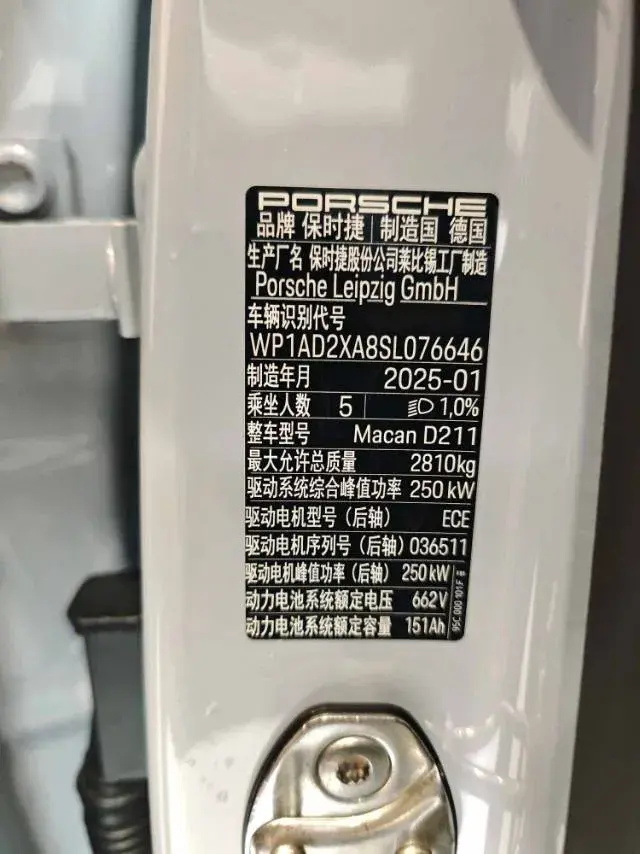 PORSCHE
品牌 保时捷 制造国 德国
生产厂名 保时捷股份公司莱比锡工厂制造
Porsche Leipzig GmbH
车辆识别代号
WP1AD2XA8SL076646
制造年月 2025-01
乘坐人数 5 1,0%
整车型号 Macan D211
最大允许总质量 2810kg
驱动系统综合峰值功率 250 kW
驱动电机型号（后轴） ECE
驱动电机序列号（后轴） 036511
驱动电机峰值功率（后轴） 250 kW
动力电池系统额定电压 662V
动力电池系统额定容量 151Ah
95C 000 101 F